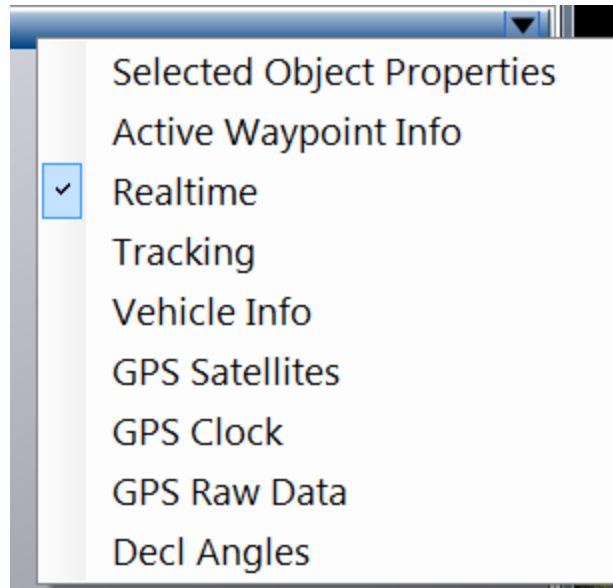 Selected Object Properties
Active Waypoint Info
Realtime
Tracking
Vehicle Info
GPS Satellites
GPS Clock
GPS Raw Data
Decl Angles